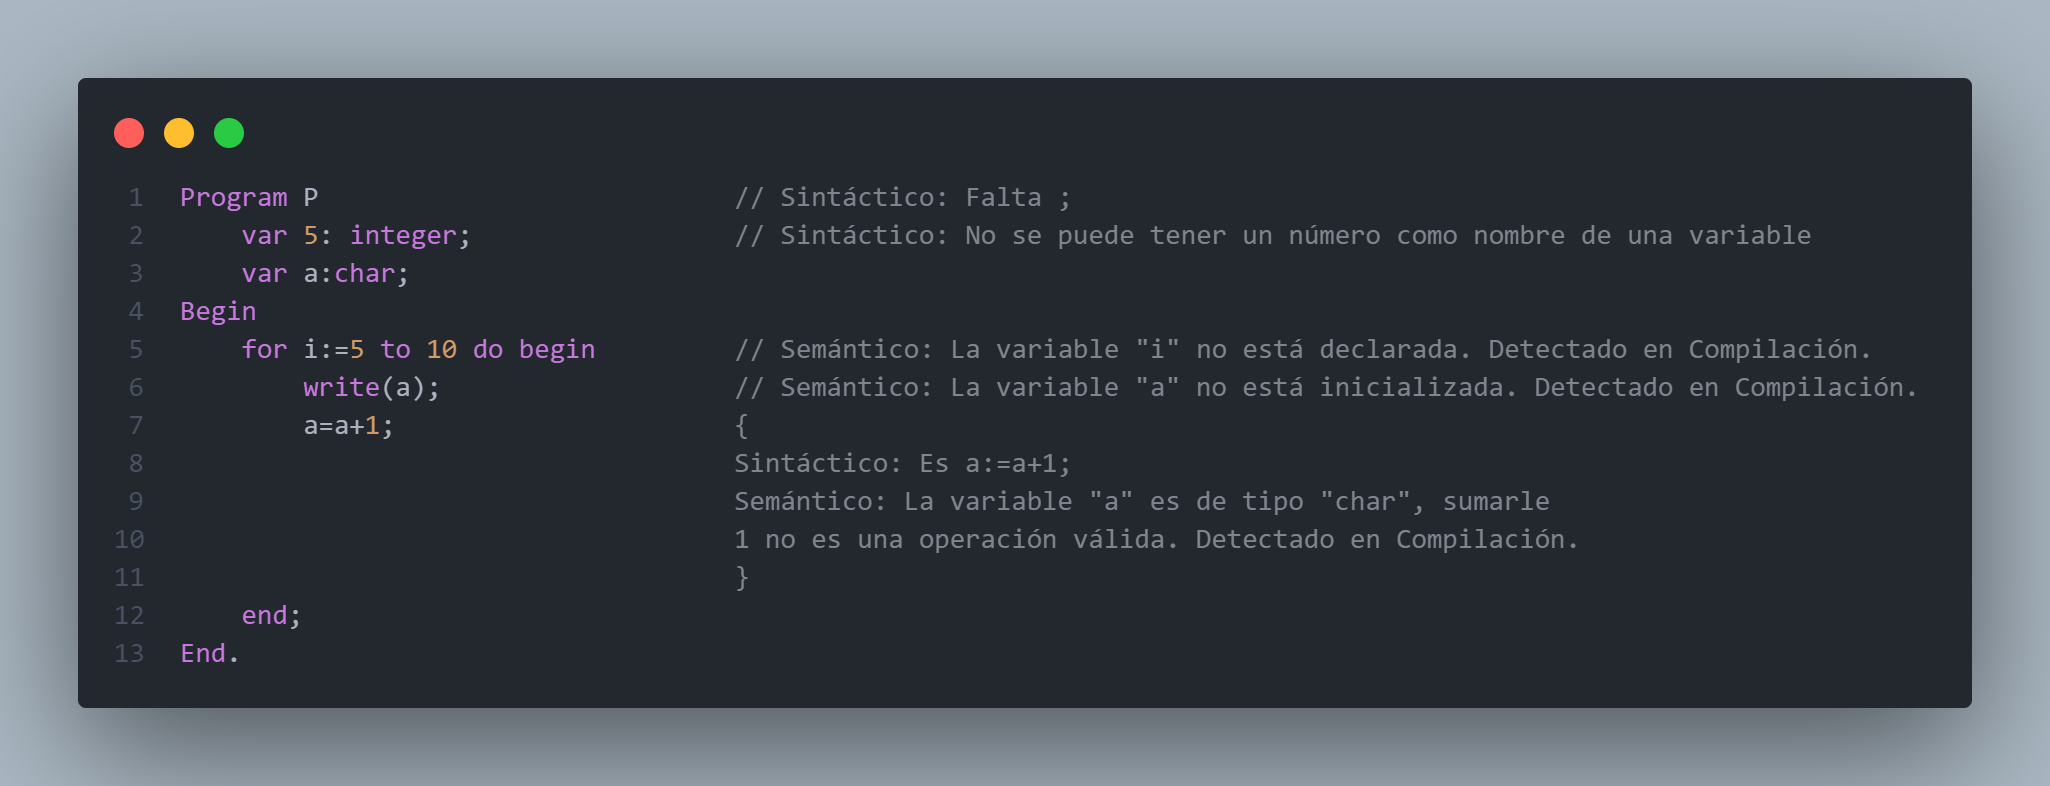 1 Program P // Sintáctico: Falta ;
2 var 5: integer; // Sintáctico: No se puede tener un número como nombre de una variable
3 var a:char;
4 Begin
5 for i:=5 to 10 do begin // Semántico: La variable "i" no está declarada. Detectado en Compilación.
6 write(a); // Semántico: La variable "a" no está inicializada. Detectado en Compilación.
7 a=a+1; {
8 Sintáctico: Es a:=a+1;
9 Semántico: La variable "a" es de tipo "char", sumarle
10 1 no es una operación válida. Detectado en Compilación.
11 }
12 end;
13 End.